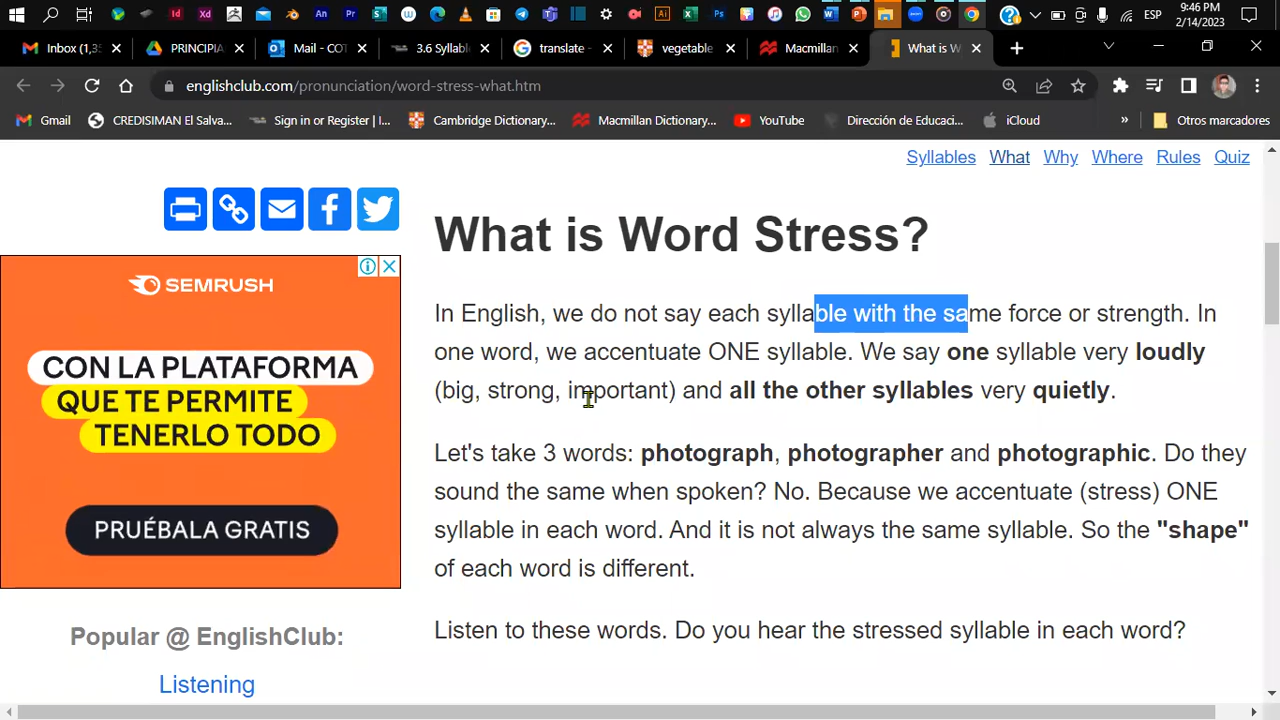 ESP
9:46 PM
2/14/2023
Inbox (1,3
PRINCIPIA
Mail - COT
3.6 Syllab
translate -
vegetable
Macmillan
What is W
englishclub.com/pronunciation/word-stress-what.htm
Gmail
CREDISIMAN El Salva...
Sign in or Register | I...
Cambridge Dictionary...
Macmillan Dictionary...
YouTube
Dirección de Educaci...
iCloud
»
Otros marcadores
Syllables What Why Where Rules Quiz
What is Word Stress?
In English, we do not say each syllable with the same force or strength. In
one word, we accentuate ONE syllable. We say one syllable very loudly
(big, strong, important) and all the other syllables very quietly.
Let's take 3 words: photograph, photographer and photographic. Do they
sound the same when spoken? No. Because we accentuate (stress) ONE
syllable in each word. And it is not always the same syllable. So the "shape"
of each word is different.
Listen to these words. Do you hear the stressed syllable in each word?
SEMRUSH
CON LA PLATAFORMA
QUE TE PERMITE
TENERLO TODO
PRUÉBALA GRATIS
Popular @ EnglishClub:
Listening